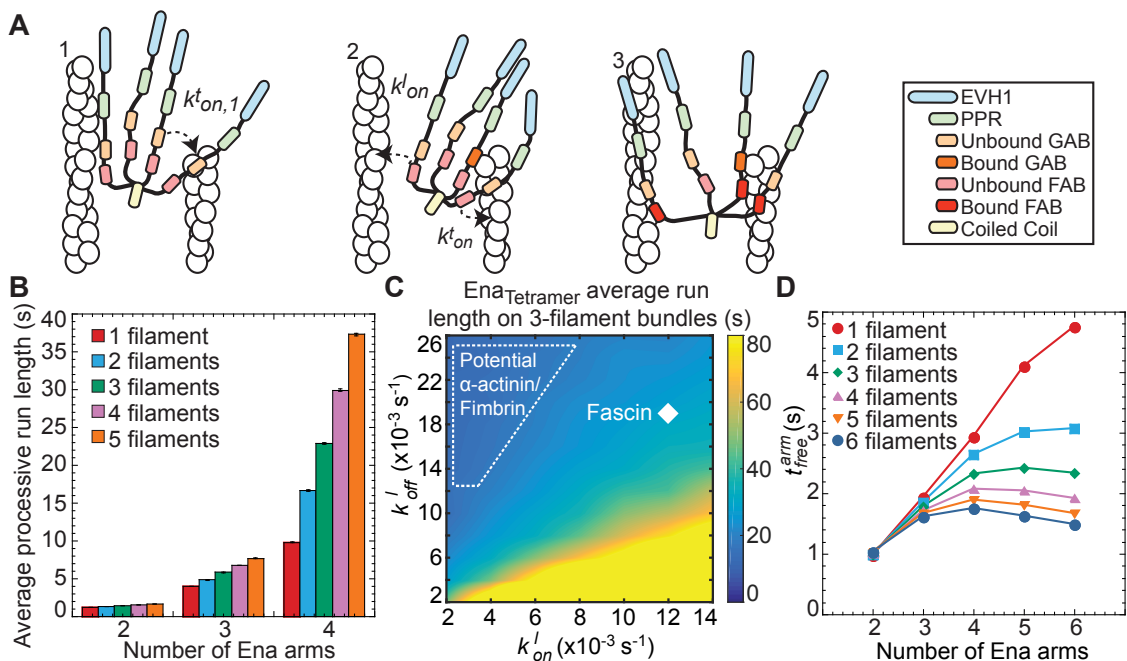 A
1
k^t_on,1
2
k^l_on
k^t_on
3
EVH1
PPR
Unbound GAB
Bound GAB
Unbound FAB
Bound FAB
Coiled Coil
B
Average processive run length (s)
40
35
30
25
20
15
10
5
0
1 filament
2 filaments
3 filaments
4 filaments
5 filaments
2 3 4
Number of Ena arms
C
Ena_Tetramer average run
length on 3-filament bundles (s)
k^l_off (x10^-3 s^-1)
26
22
18
14
10
6
2
Potential
α-actinin/
Fimbrin
Fascin
2 4 6 8 10 12 14
k^l_on (x10^-3 s^-1)
80
60
40
20
0
D
t^arm_free (s)
5
4
3
2
1
0
1 filament
2 filaments
3 filaments
4 filaments
5 filaments
6 filaments
2 3 4 5 6
Number of Ena arms